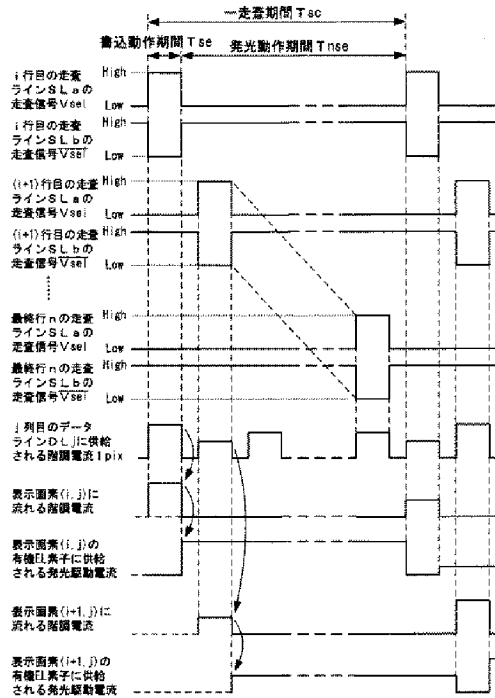 一走査期間Tsc
書込動作期間Tse
発光動作期間Tnse
i行目の走査
ラインSLaの
走査信号Vsel
High
Low
i行目の走査
ラインSLbの
走査信号Vsel
High
Low
(i+1)行目の走査
ラインSLaの
走査信号Vsel
High
Low
(i+1)行目の走査
ラインSLbの
走査信号Vsel
High
Low
最終行nの走査
ラインSLaの
走査信号Vsel
High
Low
最終行nの走査
ラインSLbの
走査信号Vsel
High
Low
j列目のデータ
ラインDLjに供給
される階調電流Ipix
表示画素(i,j)に
流れる階調電流
表示画素(i,j)の
有機EL素子に供給
される発光駆動電流
表示画素(i+1,j)に
流れる階調電流
表示画素(i+1,j)の
有機EL素子に供給
される発光駆動電流